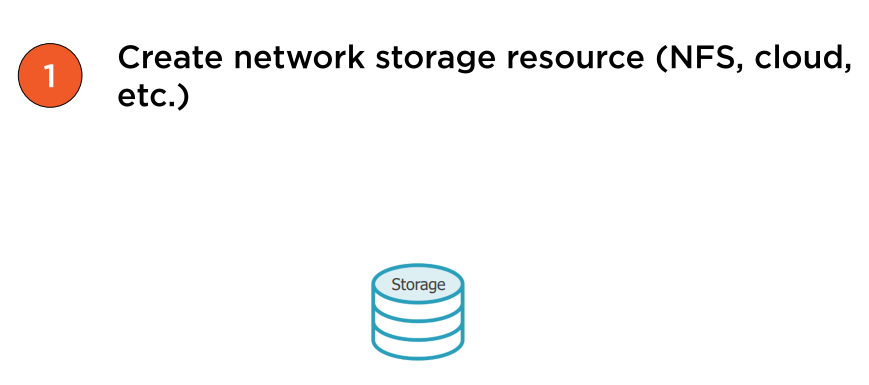 1
Create network storage resource (NFS, cloud,
etc.)
Storage